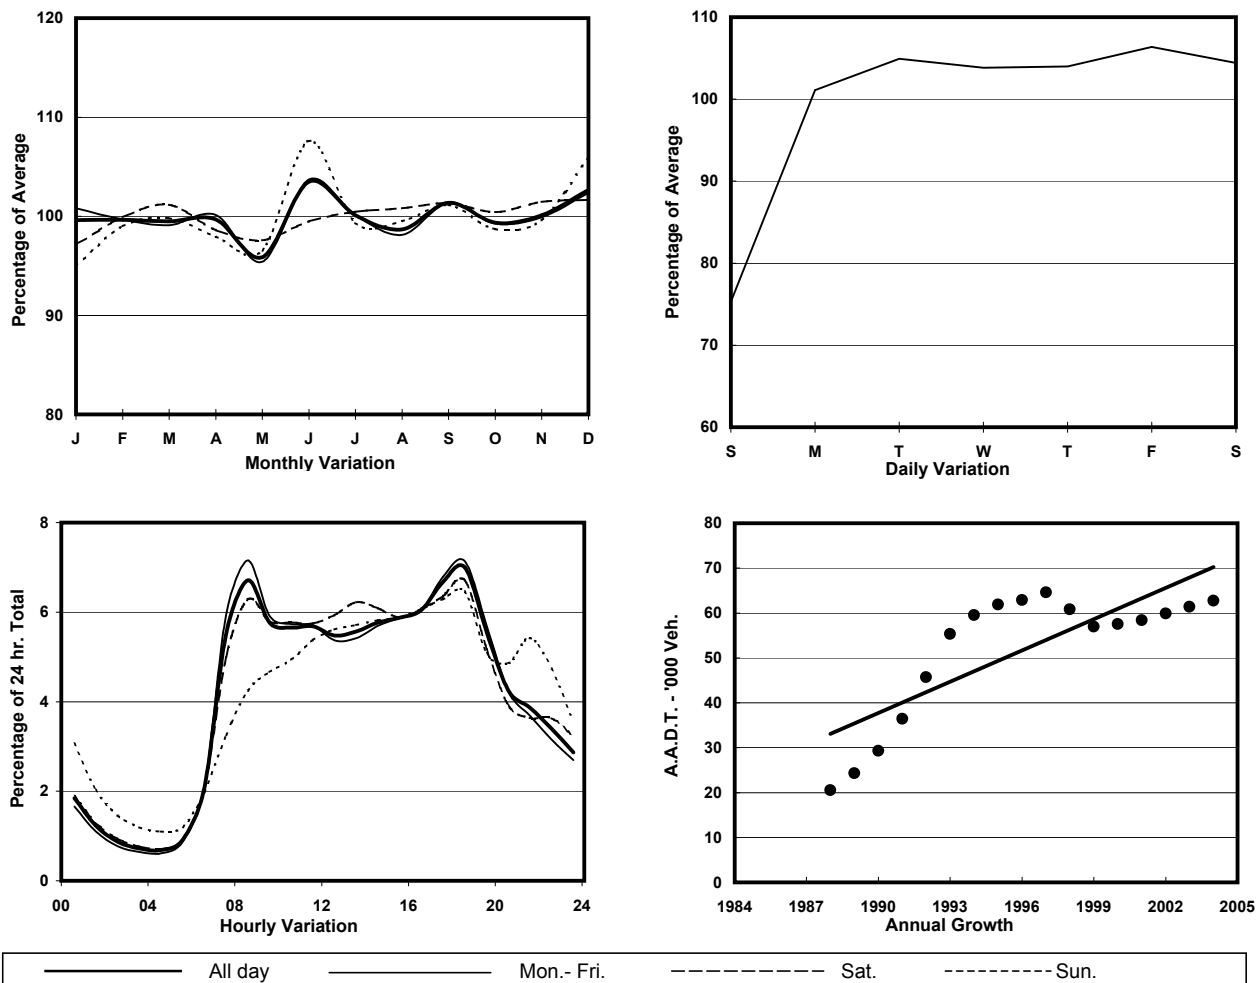 120
110
100
90
80
Percentage of Average
J F M A M J J A S O N D
Monthly Variation
110
100
90
80
70
60
Percentage of Average
S M T W T F S
Daily Variation
8
6
4
2
0
Percentage of 24 hr. Total
00 04 08 12 16 20 24
Hourly Variation
80
70
60
50
40
30
20
10
0
A.A.D.T. - '000 Veh.
1984 1987 1990 1993 1996 1999 2002 2005
Annual Growth
All day Mon.- Fri. Sat. Sun.